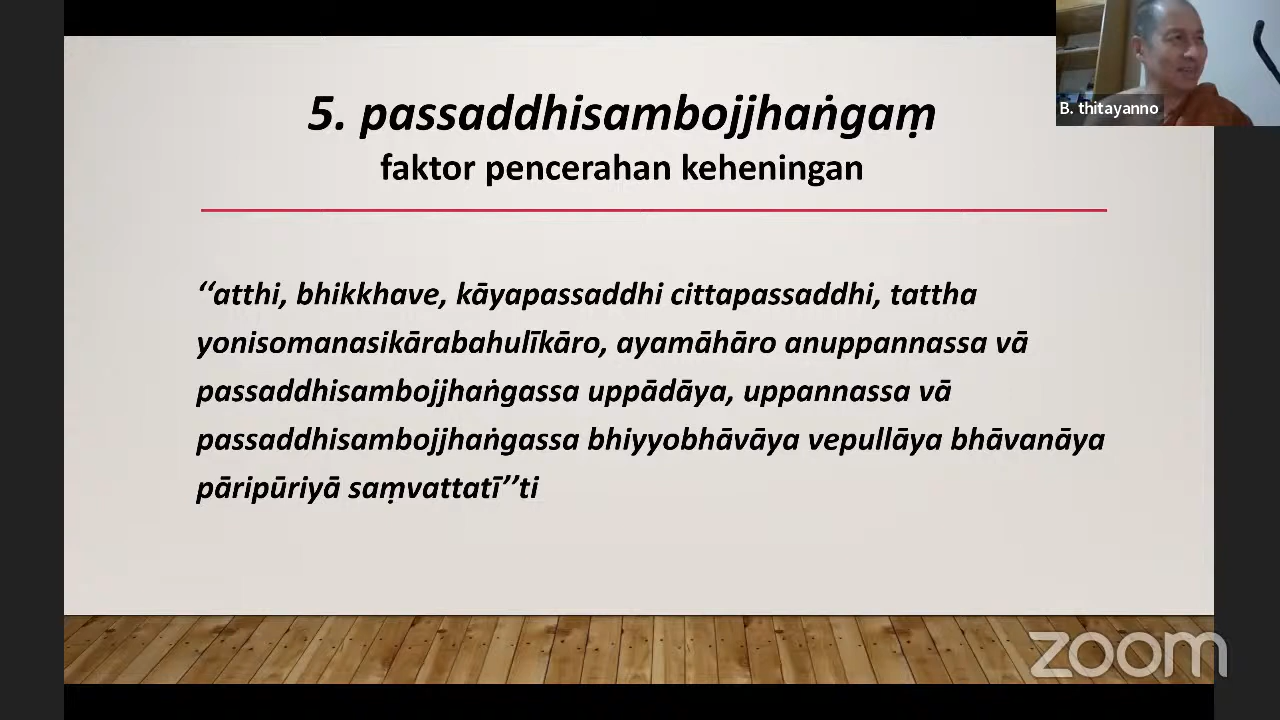 5. passaddhisambojjhaṅgaṃ
faktor pencerahan keheningan
‘‘atthi, bhikkhave, kāyapassaddhi cittapassaddhi, tattha
yonisomanasikārabahulīkāro, ayamāhāro anuppannassa vā
passaddhisambojjhaṅgassa uppādāya, uppannassa vā
passaddhisambojjhaṅgassa bhiyyobhāvāya vepullāya bhāvanāya
pāripūriyā saṃvattatī’’ti
B. thitayanno
zoom